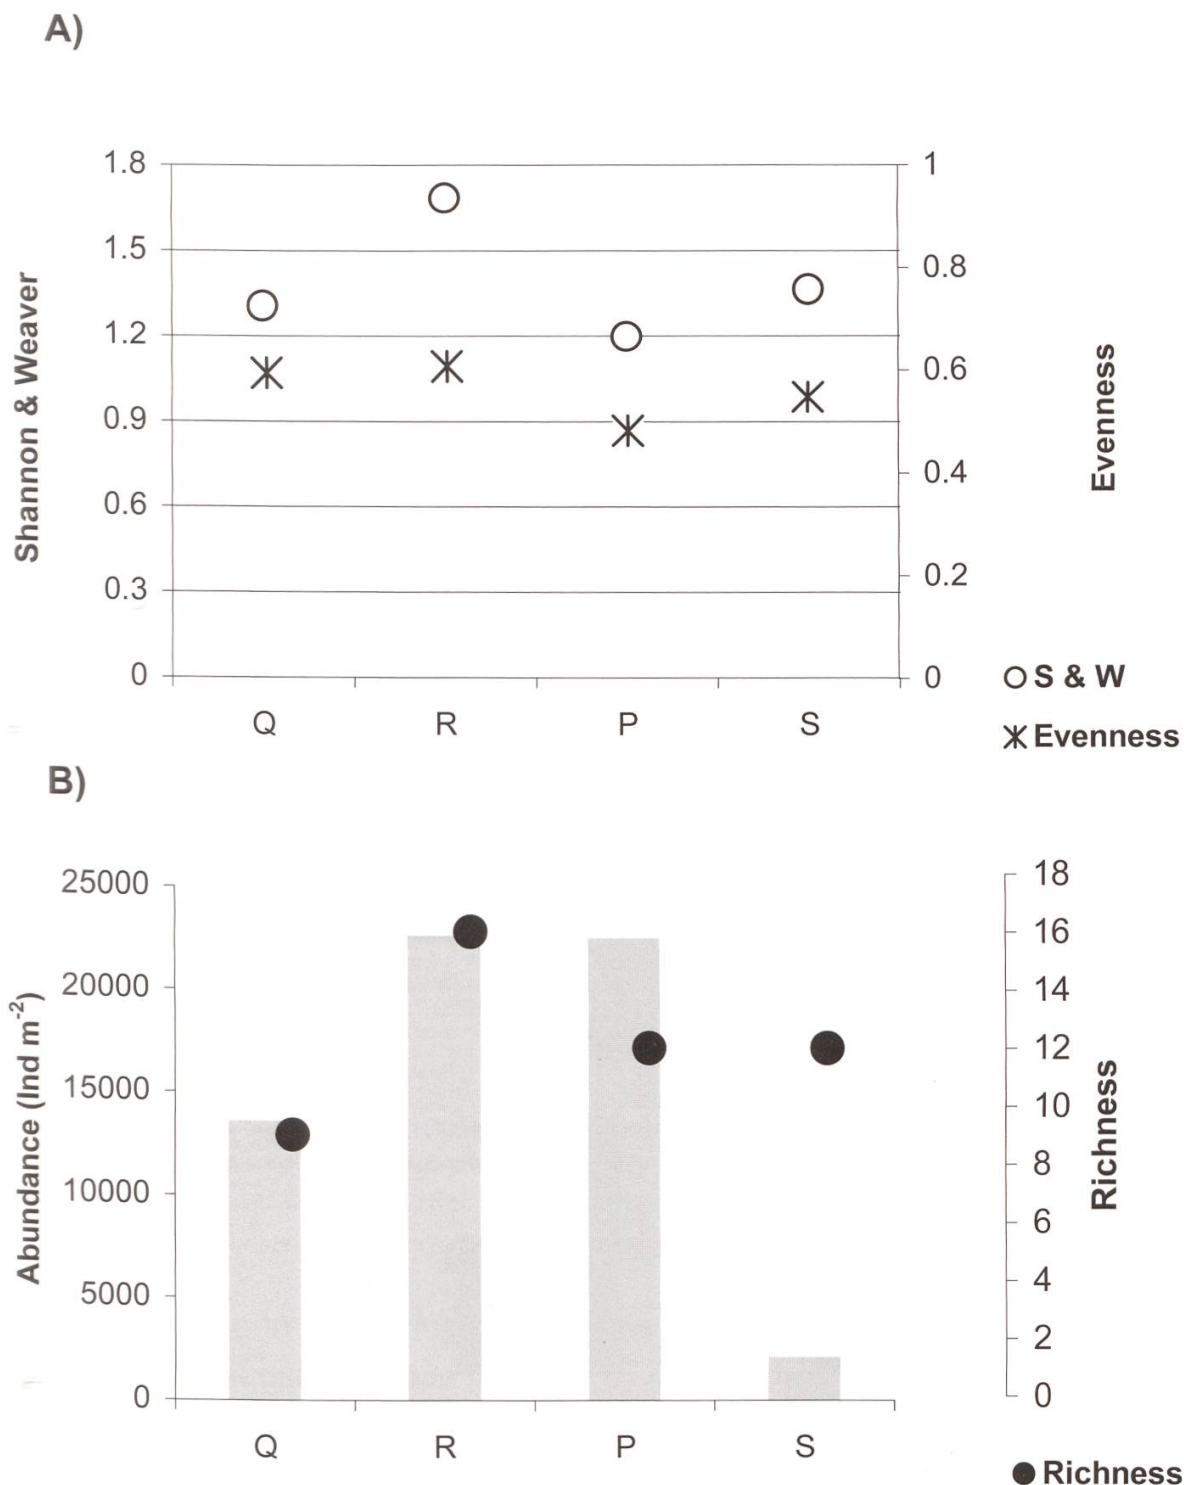 A)
Shannon & Weaver
1.8
1.5
1.2
0.9
0.6
0.3
0
1
0.8
0.6
0.4
0.2
0
Evenness
Q R P S
S & W
Evenness
B)
Abundance (Ind m⁻²)
25000
20000
15000
10000
5000
0
18
16
14
12
10
8
6
4
2
0
Richness
Q R P S
Richness